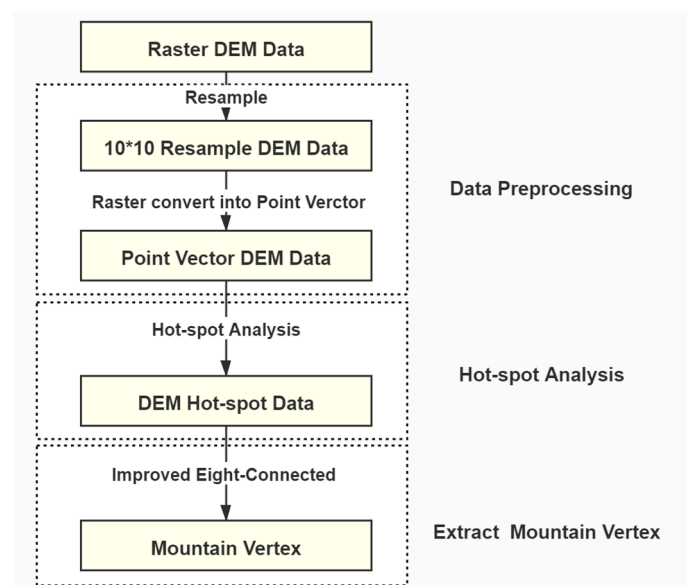 Raster DEM Data
Resample
10*10 Resample DEM Data
Raster convert into Point Verctor
Data Preprocessing
Point Vector DEM Data
Hot-spot Analysis
Hot-spot Analysis
DEM Hot-spot Data
Improved Eight-Connected
Extract Mountain Vertex
Mountain Vertex